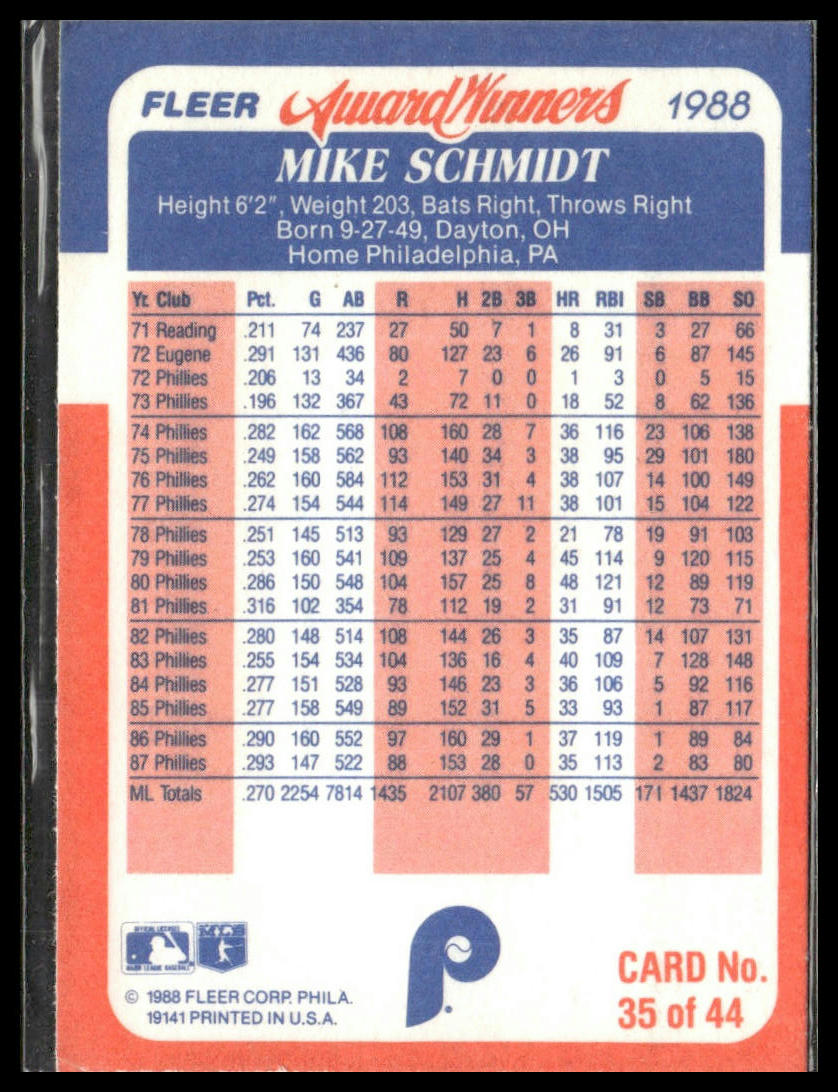 FLEER Award Winners 1988
MIKE SCHMIDT
Height 6'2", Weight 203, Bats Right, Throws Right
Born 9-27-49, Dayton, OH
Home Philadelphia, PA
Yr. Club Pct. G AB R H 2B 3B HR RBI SB BB SO
71 Reading .211 74 237 27 50 7 1 8 31 3 27 66
72 Eugene .291 131 436 80 127 23 6 26 91 6 87 145
72 Phillies .206 13 34 2 7 0 0 1 3 0 5 15
73 Phillies .196 132 367 43 72 11 0 18 52 8 62 136
74 Phillies .282 162 568 108 160 28 7 36 116 23 106 138
75 Phillies .249 158 562 93 140 34 3 38 95 29 101 180
76 Phillies .262 160 584 112 153 31 4 38 107 14 100 149
77 Phillies .274 154 544 114 149 27 11 38 101 15 104 122
78 Phillies .251 145 513 93 129 27 2 21 78 19 91 103
79 Phillies .253 160 541 109 137 25 4 45 114 9 120 115
80 Phillies .286 150 548 104 157 25 8 48 121 12 89 119
81 Phillies .316 102 354 78 112 19 2 31 91 12 73 71
82 Phillies .280 148 514 108 144 26 3 35 87 14 107 131
83 Phillies .255 154 534 104 136 16 4 40 109 7 128 148
84 Phillies .277 151 528 93 146 23 3 36 106 5 92 116
85 Phillies .277 158 549 89 152 31 5 33 93 1 87 117
86 Phillies .290 160 552 97 160 29 1 37 119 1 89 84
87 Phillies .293 147 522 88 153 28 0 35 113 2 83 80
ML Totals .270 2254 7814 1435 2107 380 57 530 1505 171 1437 1824
OFFICIAL LICENSEE
MAJOR LEAGUE BASEBALL
P
CARD No.
35 of 44
© 1988 FLEER CORP. PHILA.
19141 PRINTED IN U.S.A.